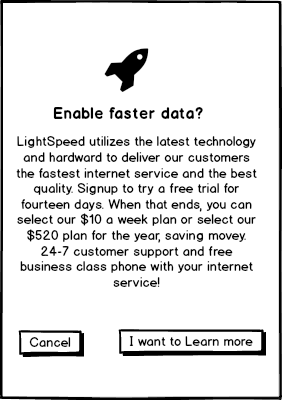 Enable faster data?
LightSpeed utilizes the latest technology
and hardward to deliver our customers
the fastest internet service and the best
quality. Signup to try a free trial for
fourteen days. When that ends, you can
select our $10 a week plan or select our
$520 plan for the year, saving movey.
24-7 customer support and free
business class phone with your internet
service!
Cancel
I want to Learn more